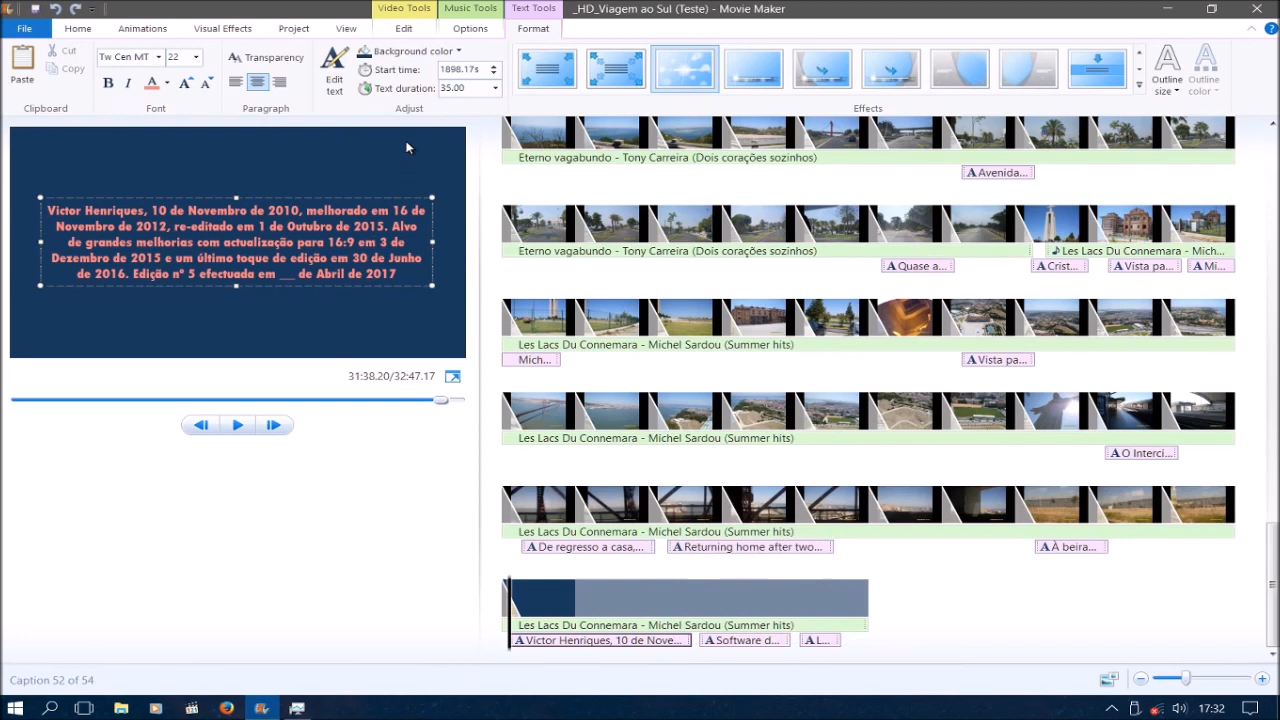 Video Tools
Music Tools
Text Tools
_HD_Viagem ao Sul (Teste) - Movie Maker
File
Home
Animations
Visual Effects
Project
View
Edit
Options
Format
Paste
Cut
Copy
Clipboard
Tw Cen MT
22
B
I
A
A
A
Font
Transparency
Paragraph
Edit text
Background color
Start time:
1898.17s
Text duration:
35.00
Adjust
Effects
Outline size
Outline color
Victor Henriques, 10 de Novembro de 2010, melhorado em 16 de
Novembro de 2012, re-editado em 1 de Outubro de 2015. Alvo
de grandes melhorias com actualização para 16:9 em 3 de
Dezembro de 2015 e um último toque de edição em 30 de Junho
de 2016. Edição nº 5 efectuada em ___ de Abril de 2017
31:38.20/32:47.17
Eterno vagabundo - Tony Carreira (Dois corações sozinhos)
A Avenida...
Eterno vagabundo - Tony Carreira (Dois corações sozinhos)
Les Lacs Du Connemara - Mich...
A Quase a...
A Crist...
A Vista pa...
A Mi...
Les Lacs Du Connemara - Michel Sardou (Summer hits)
Mich...
A Vista pa...
Les Lacs Du Connemara - Michel Sardou (Summer hits)
A O Interci...
Les Lacs Du Connemara - Michel Sardou (Summer hits)
A De regresso a casa,...
A Returning home after two...
A À beira...
Les Lacs Du Connemara - Michel Sardou (Summer hits)
A Victor Henriques, 10 de Nove...
A Software d...
A L...
Caption 52 of 54
17:32